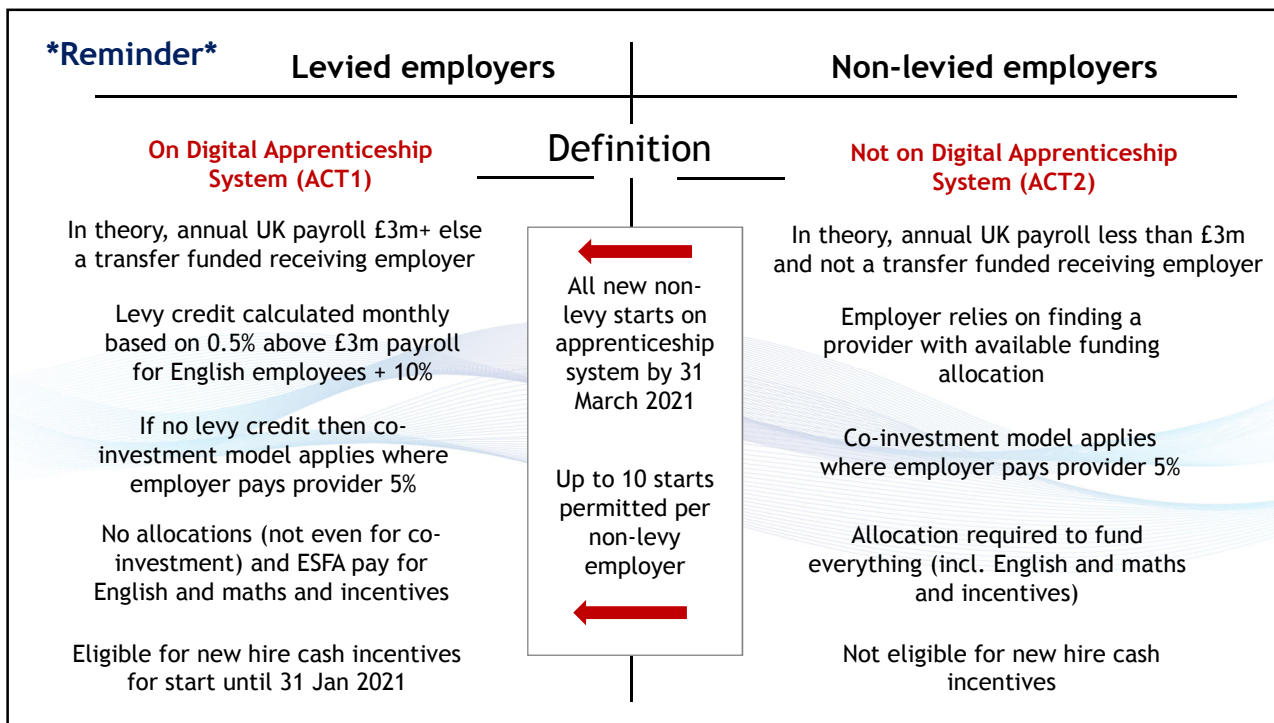 *Reminder*
Levied employers
Non-levied employers
Definition
On Digital Apprenticeship
System (ACT1)
In theory, annual UK payroll £3m+ else
a transfer funded receiving employer
Levy credit calculated monthly
based on 0.5% above £3m payroll
for English employees + 10%
If no levy credit then co-
investment model applies where
employer pays provider 5%
No allocations (not even for co-
investment) and ESFA pay for
English and maths and incentives
Eligible for new hire cash incentives
for start until 31 Jan 2021
All new non-
levy starts on
apprenticeship
system by 31
March 2021
Up to 10 starts
permitted per
non-levy
employer
Not on Digital Apprenticeship
System (ACT2)
In theory, annual UK payroll less than £3m
and not a transfer funded receiving employer
Employer relies on finding a
provider with available funding
allocation
Co-investment model applies
where employer pays provider 5%
Allocation required to fund
everything (incl. English and maths
and incentives)
Not eligible for new hire cash
incentives